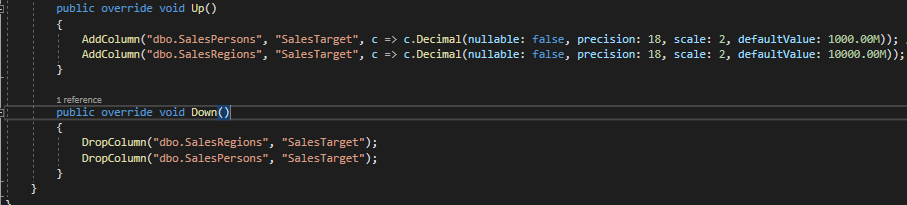 public override void Up()
{
AddColumn("dbo.SalesPersons", "SalesTarget", c => c.Decimal(nullable: false, precision: 18, scale: 2, defaultValue: 1000.00M));
AddColumn("dbo.SalesRegions", "SalesTarget", c => c.Decimal(nullable: false, precision: 18, scale: 2, defaultValue: 10000.00M));
}
1 reference
public override void Down()
{
DropColumn("dbo.SalesRegions", "SalesTarget");
DropColumn("dbo.SalesPersons", "SalesTarget");
}
}